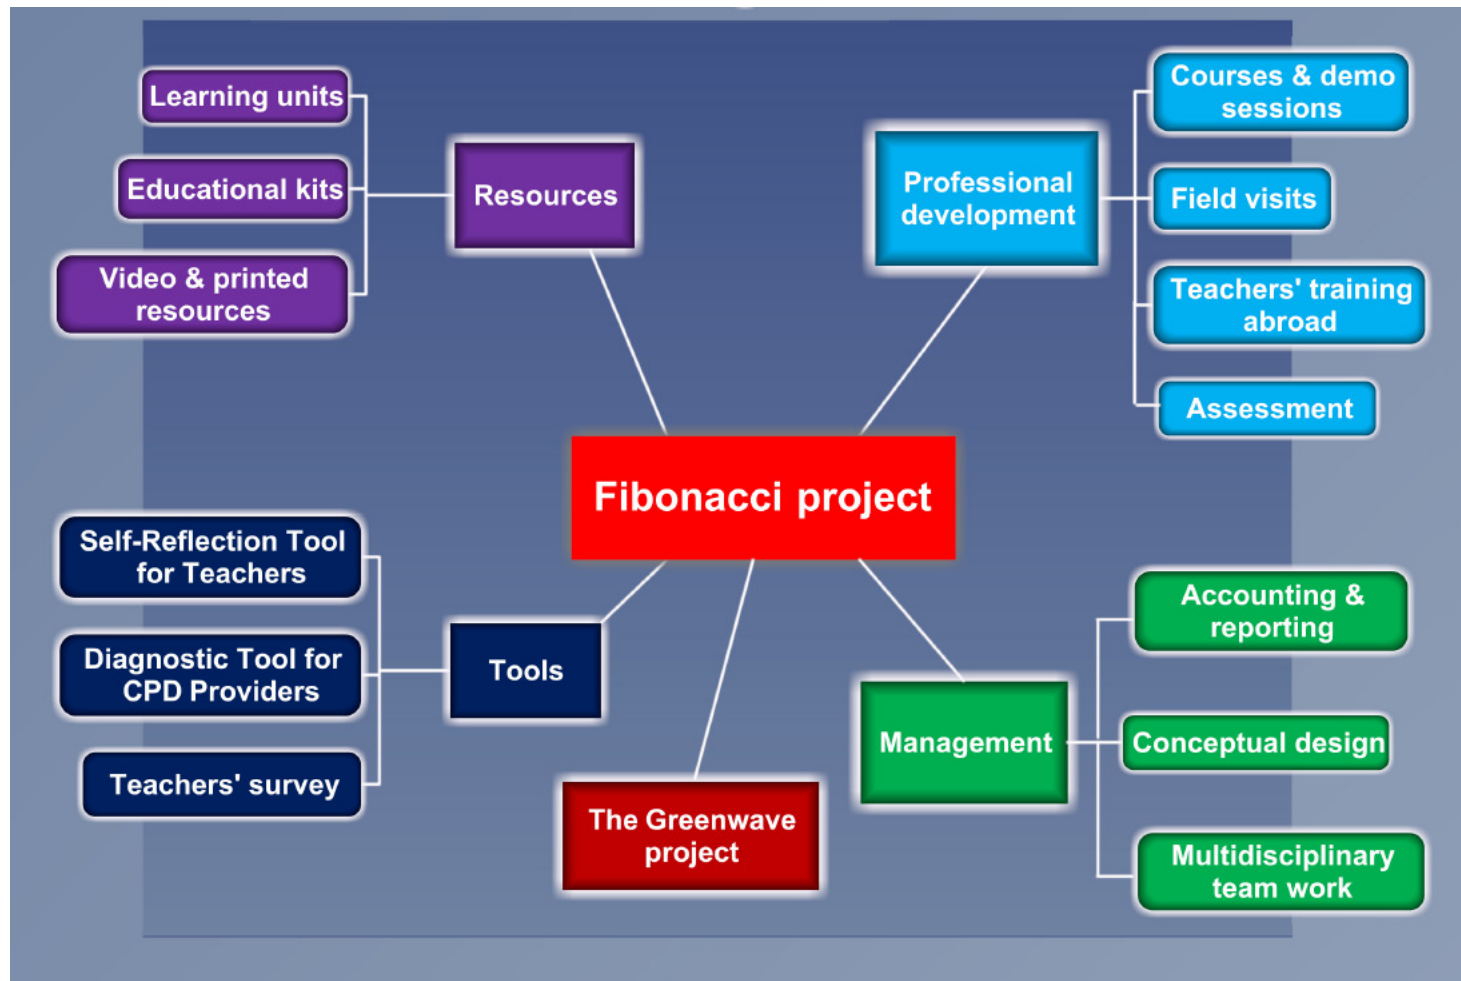 Learning units
Educational kits
Video & printed
resources
Resources
Professional
development
Courses & demo
sessions
Field visits
Teachers' training
abroad
Assessment
Fibonacci project
Self-Reflection Tool
for Teachers
Diagnostic Tool for
CPD Providers
Teachers' survey
Tools
The Greenwave
project
Management
Accounting &
reporting
Conceptual design
Multidisciplinary
team work